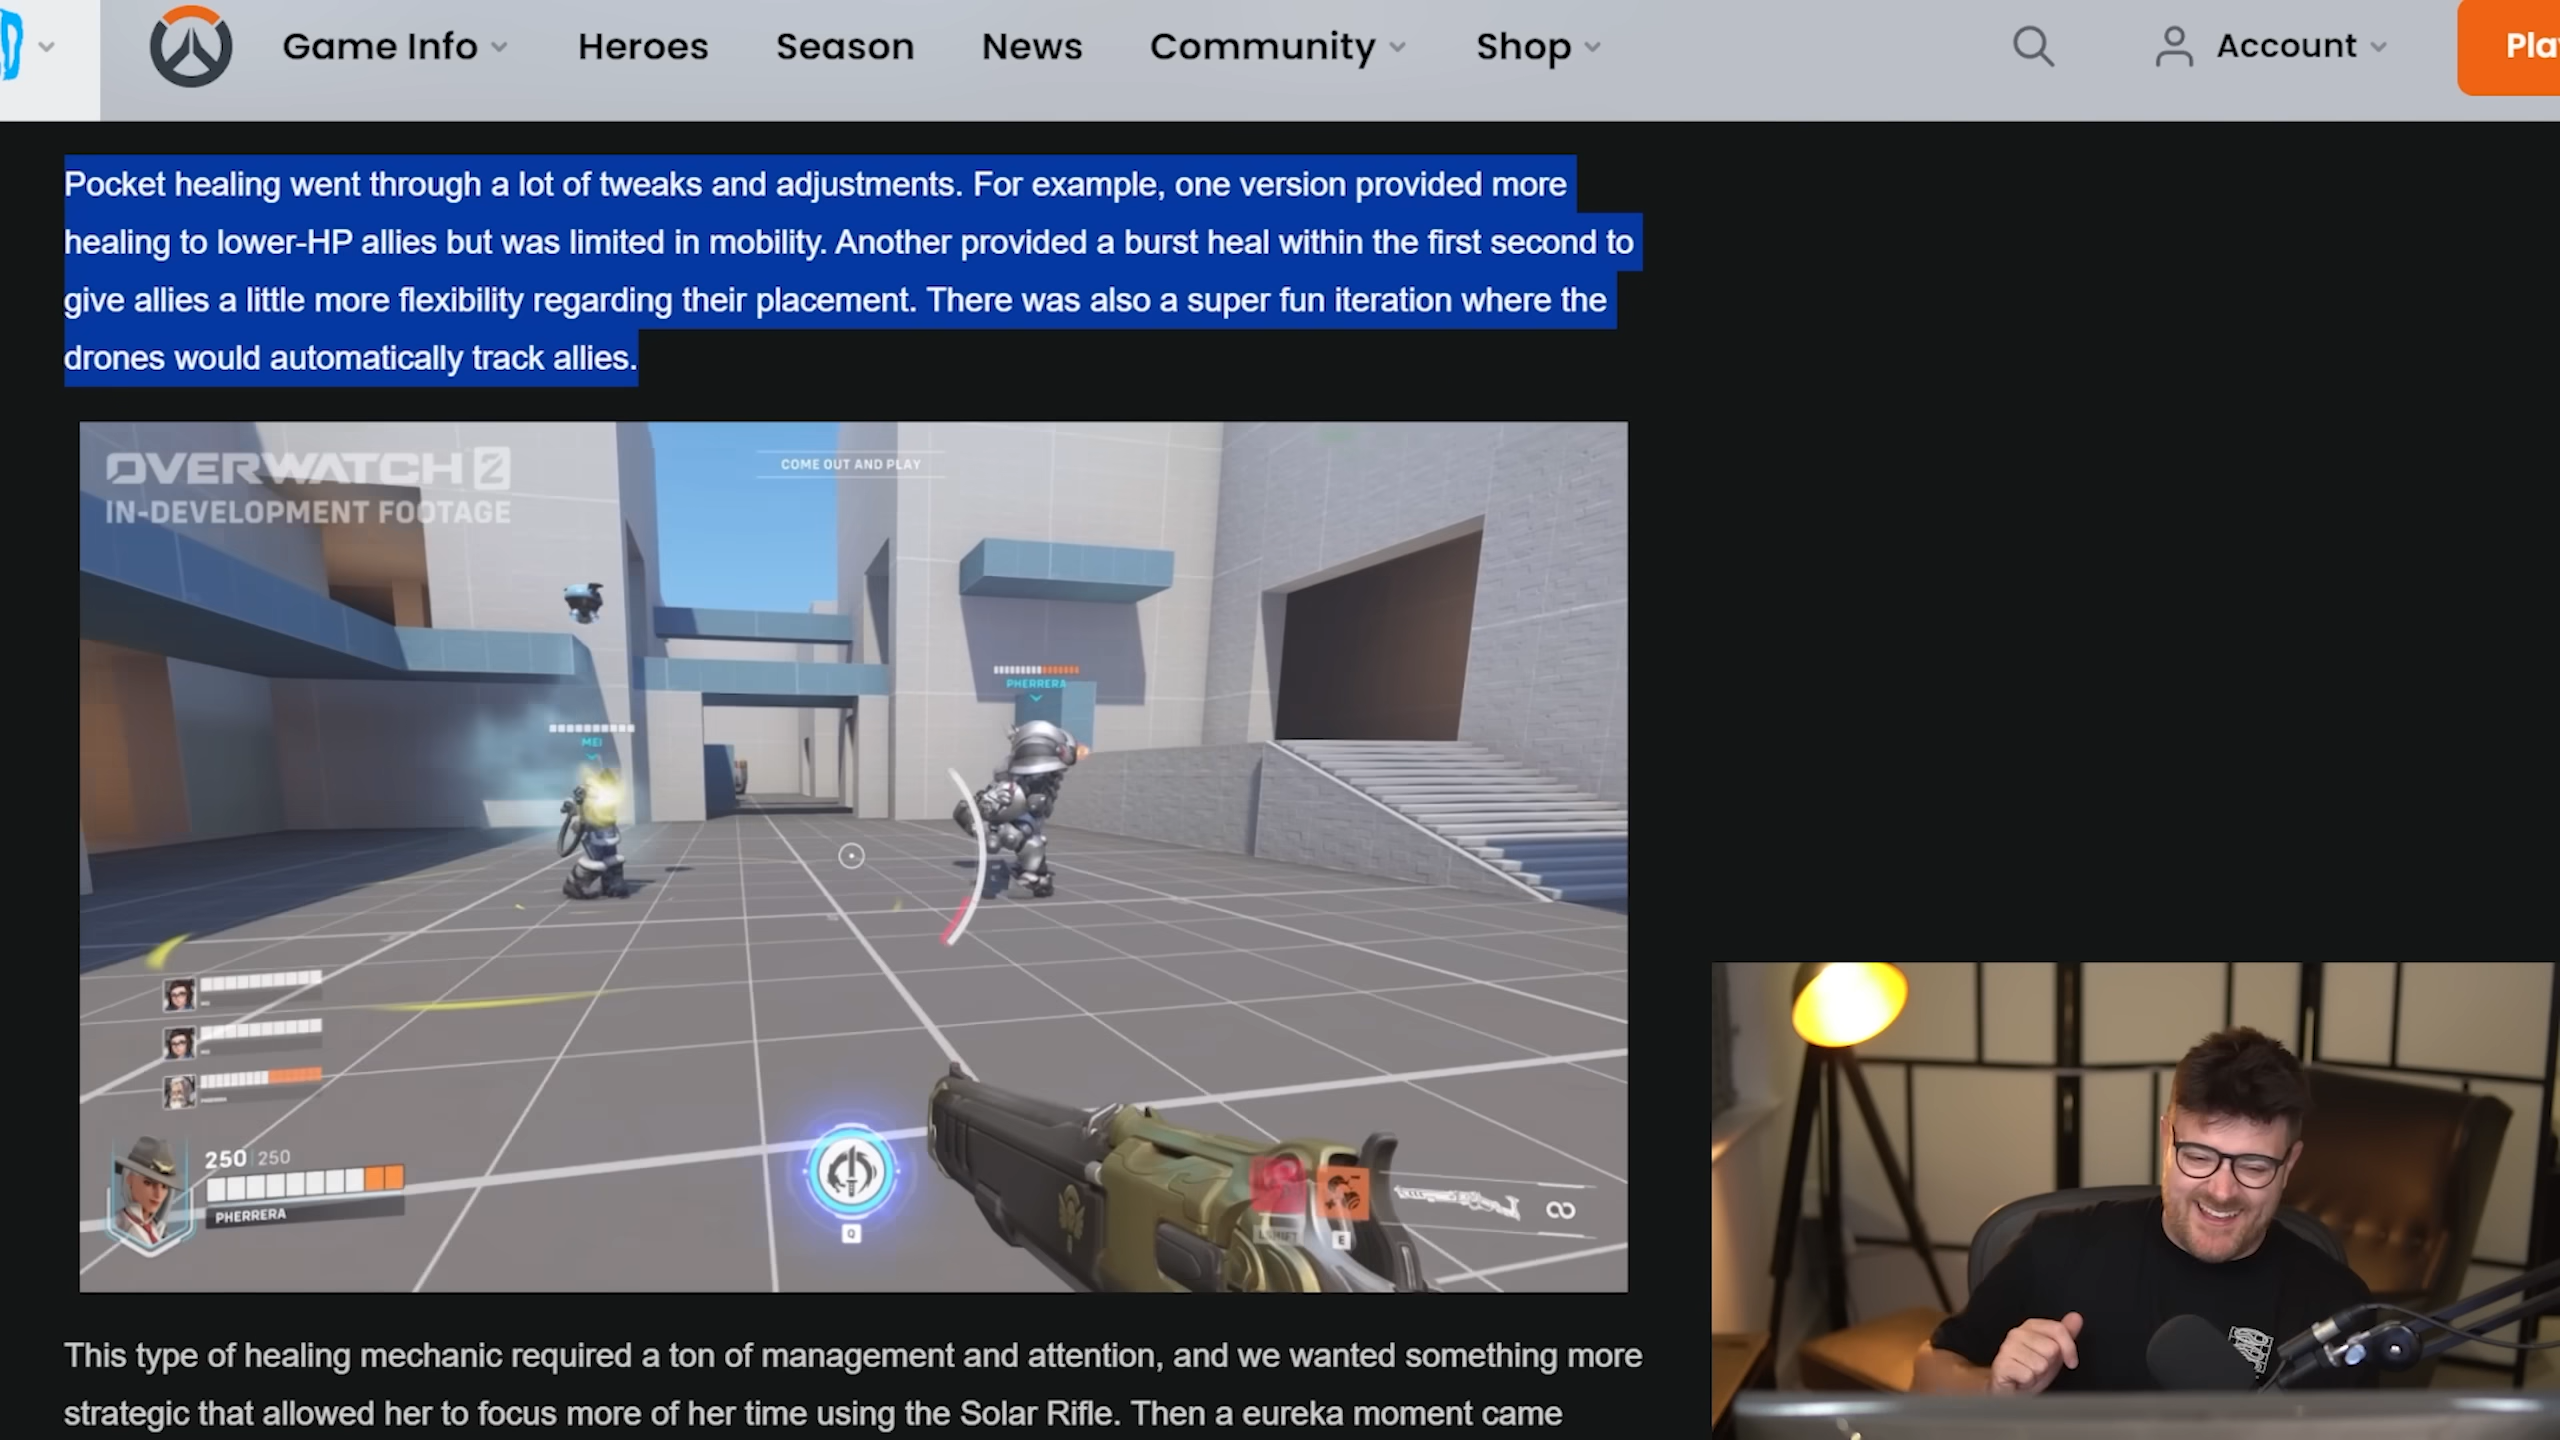 Game Info
Heroes
Season
News
Community
Shop
Account
Pla
Pocket healing went through a lot of tweaks and adjustments. For example, one version provided more
healing to lower-HP allies but was limited in mobility. Another provided a burst heal within the first second to
give allies a little more flexibility regarding their placement. There was also a super fun iteration where the
drones would automatically track allies.
OVERWATCH 2
IN-DEVELOPMENT FOOTAGE
COME OUT AND PLAY
PHERRERA
MEI
250 | 250
PHERRERA
Q
E
This type of healing mechanic required a ton of management and attention, and we wanted something more
strategic that allowed her to focus more of her time using the Solar Rifle. Then a eureka moment came